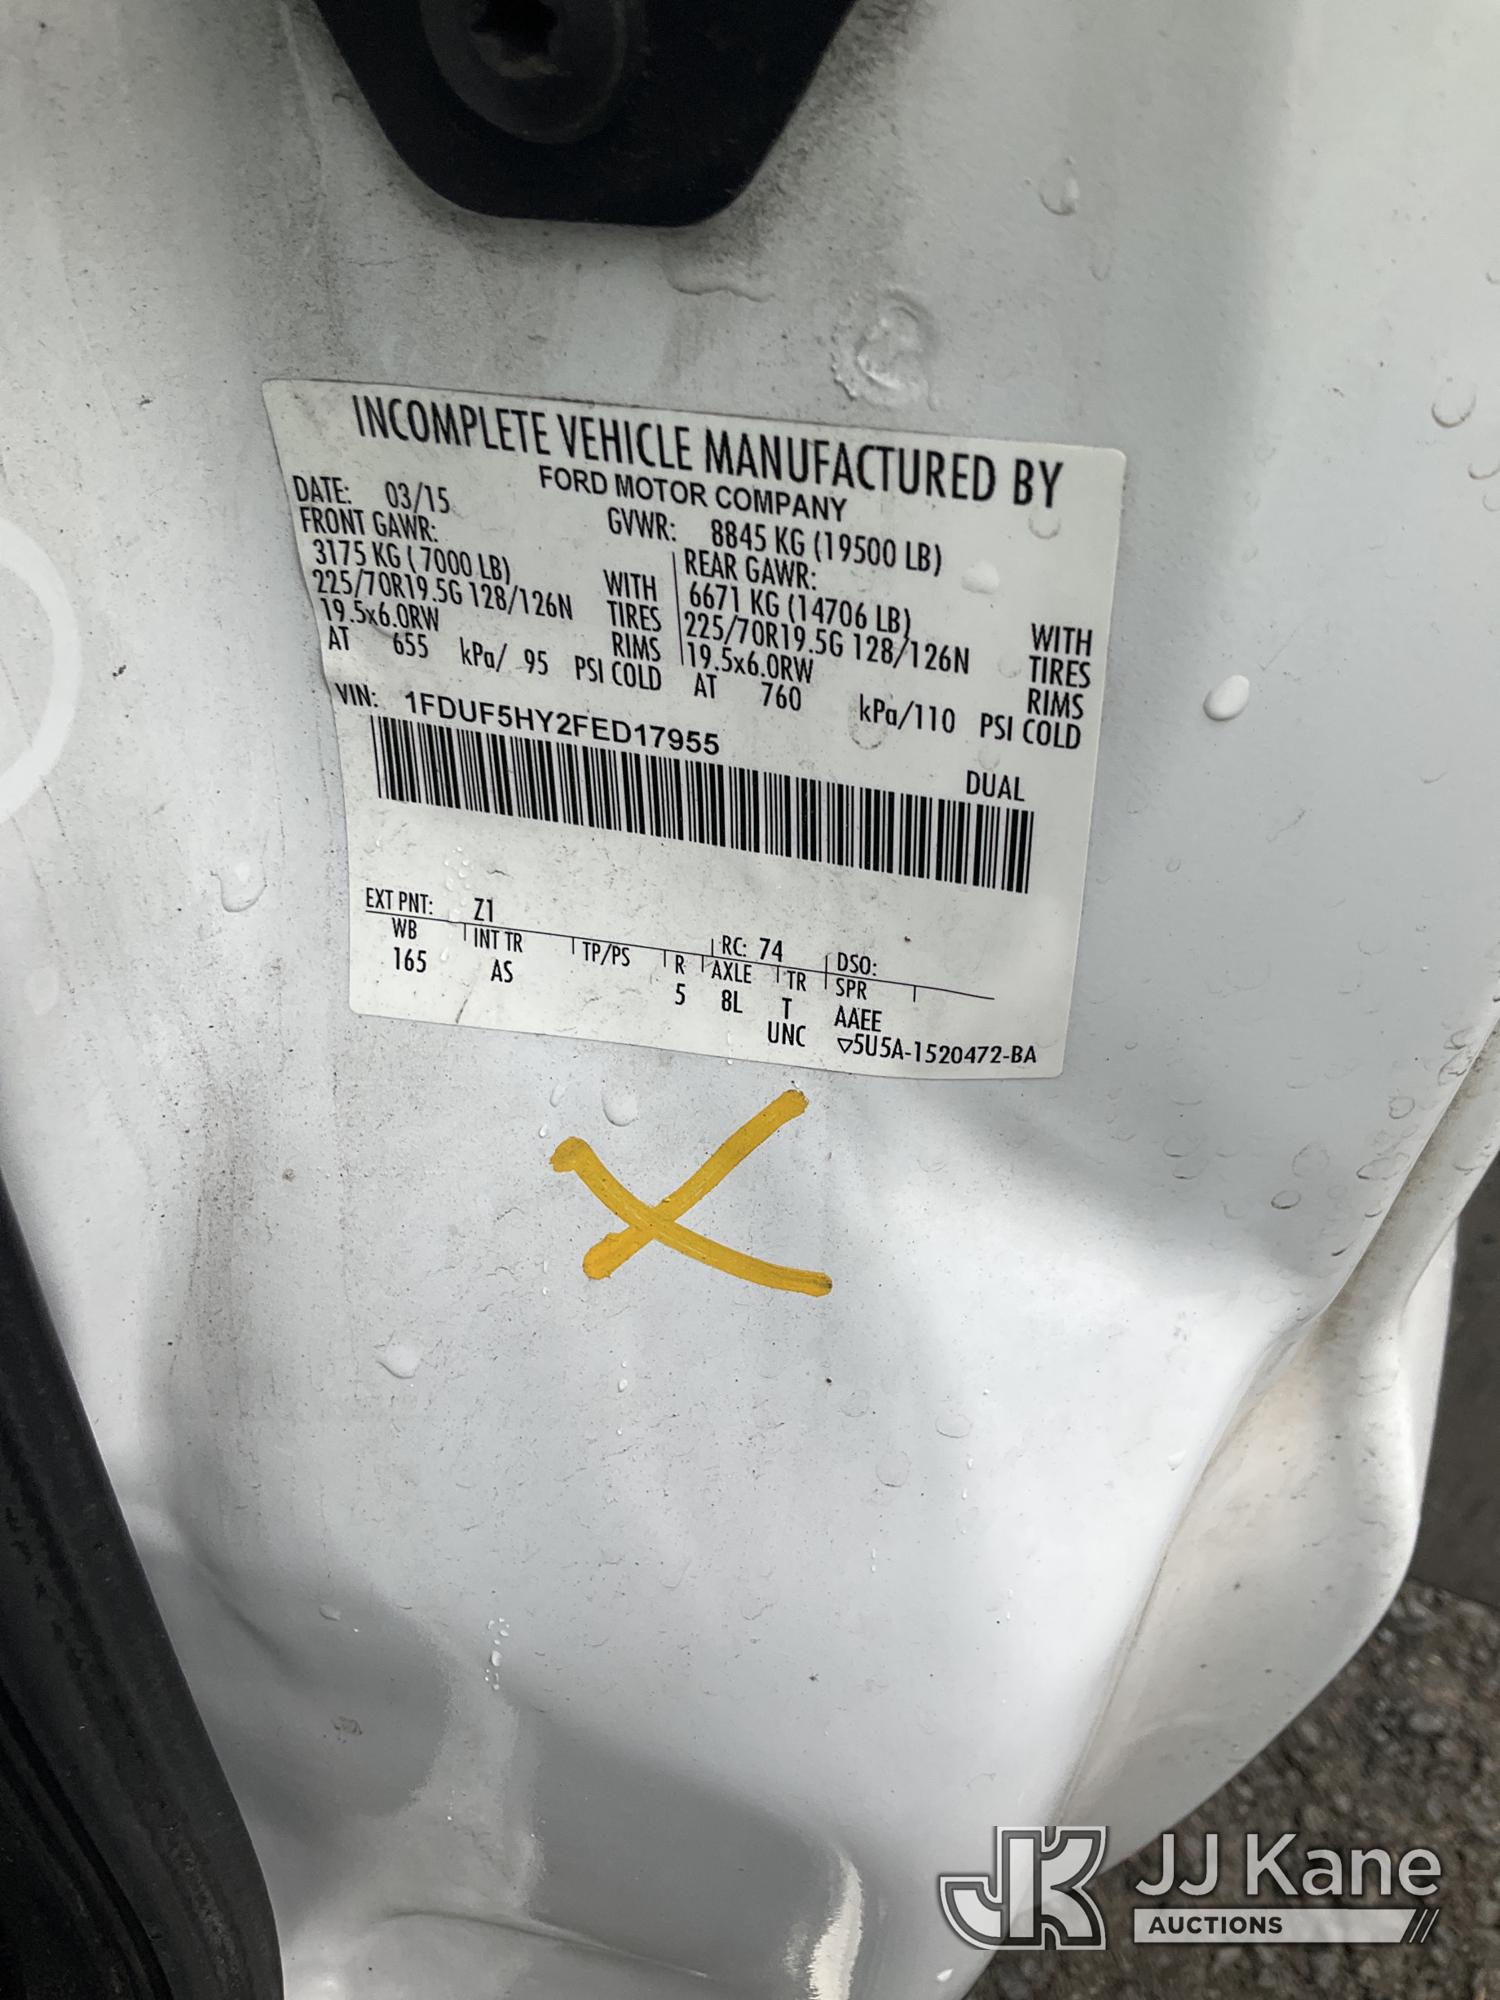 INCOMPLETE VEHICLE MANUFACTURED BY
FORD MOTOR COMPANY
DATE: 03/15 GVWR: 8845 KG (19500 LB)
FRONT GAWR: REAR GAWR:
3175 KG ( 7000 LB) WITH 6671 KG (14706 LB) WITH
225/70R19.5G 128/126N TIRES 225/70R19.5G 128/126N TIRES
19.5x6.0RW RIMS 19.5x6.0RW RIMS
AT 655 kPa/ 95 PSI COLD AT 760 kPa/110 PSI COLD
VIN: 1FDUF5HY2FED17955
DUAL
EXT PNT: Z1 RC: 74 DSO:
WB INT TR TP/PS R AXLE TR SPR
165 AS 5 8L T AAEE
UNC ▽5U5A-1520472-BA
JK JJ Kane
AUCTIONS